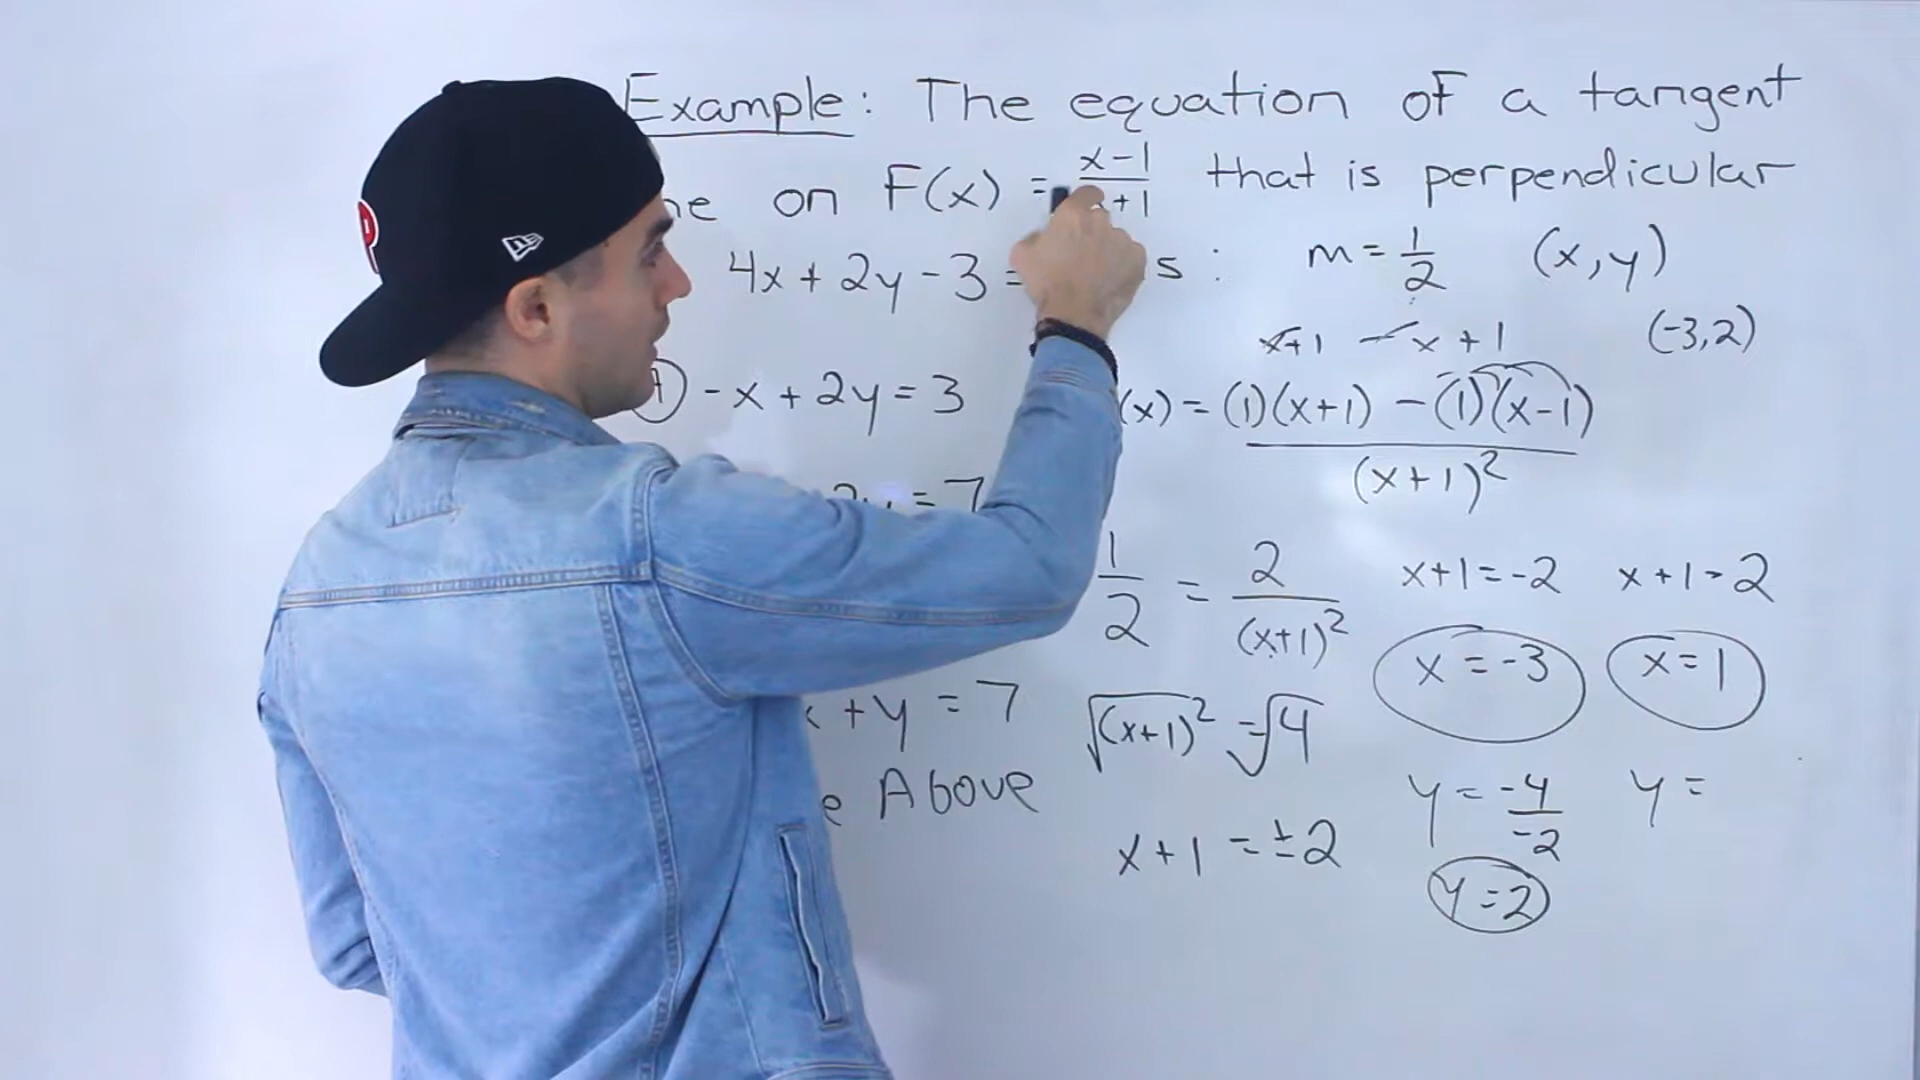 Example: The equation of a tangent
on F(x) = x-1/x+1 that is perpendicular
4x + 2y - 3 = s :
m = 1/2 (x, y)
x+1 - x + 1 (-3, 2)
A - x + 2y = 3
(x) = (1)(x+1) - (1)(x-1)
(x+1)²
2y = 7
1/2 = 2/(x+1)²
x+1 = -2 x+1 = 2
x = -3 x = 1
+ y = 7
√(x+1)² = √4
Above
y = -4/-2 y =
x+1 = ±2
y = 2
P